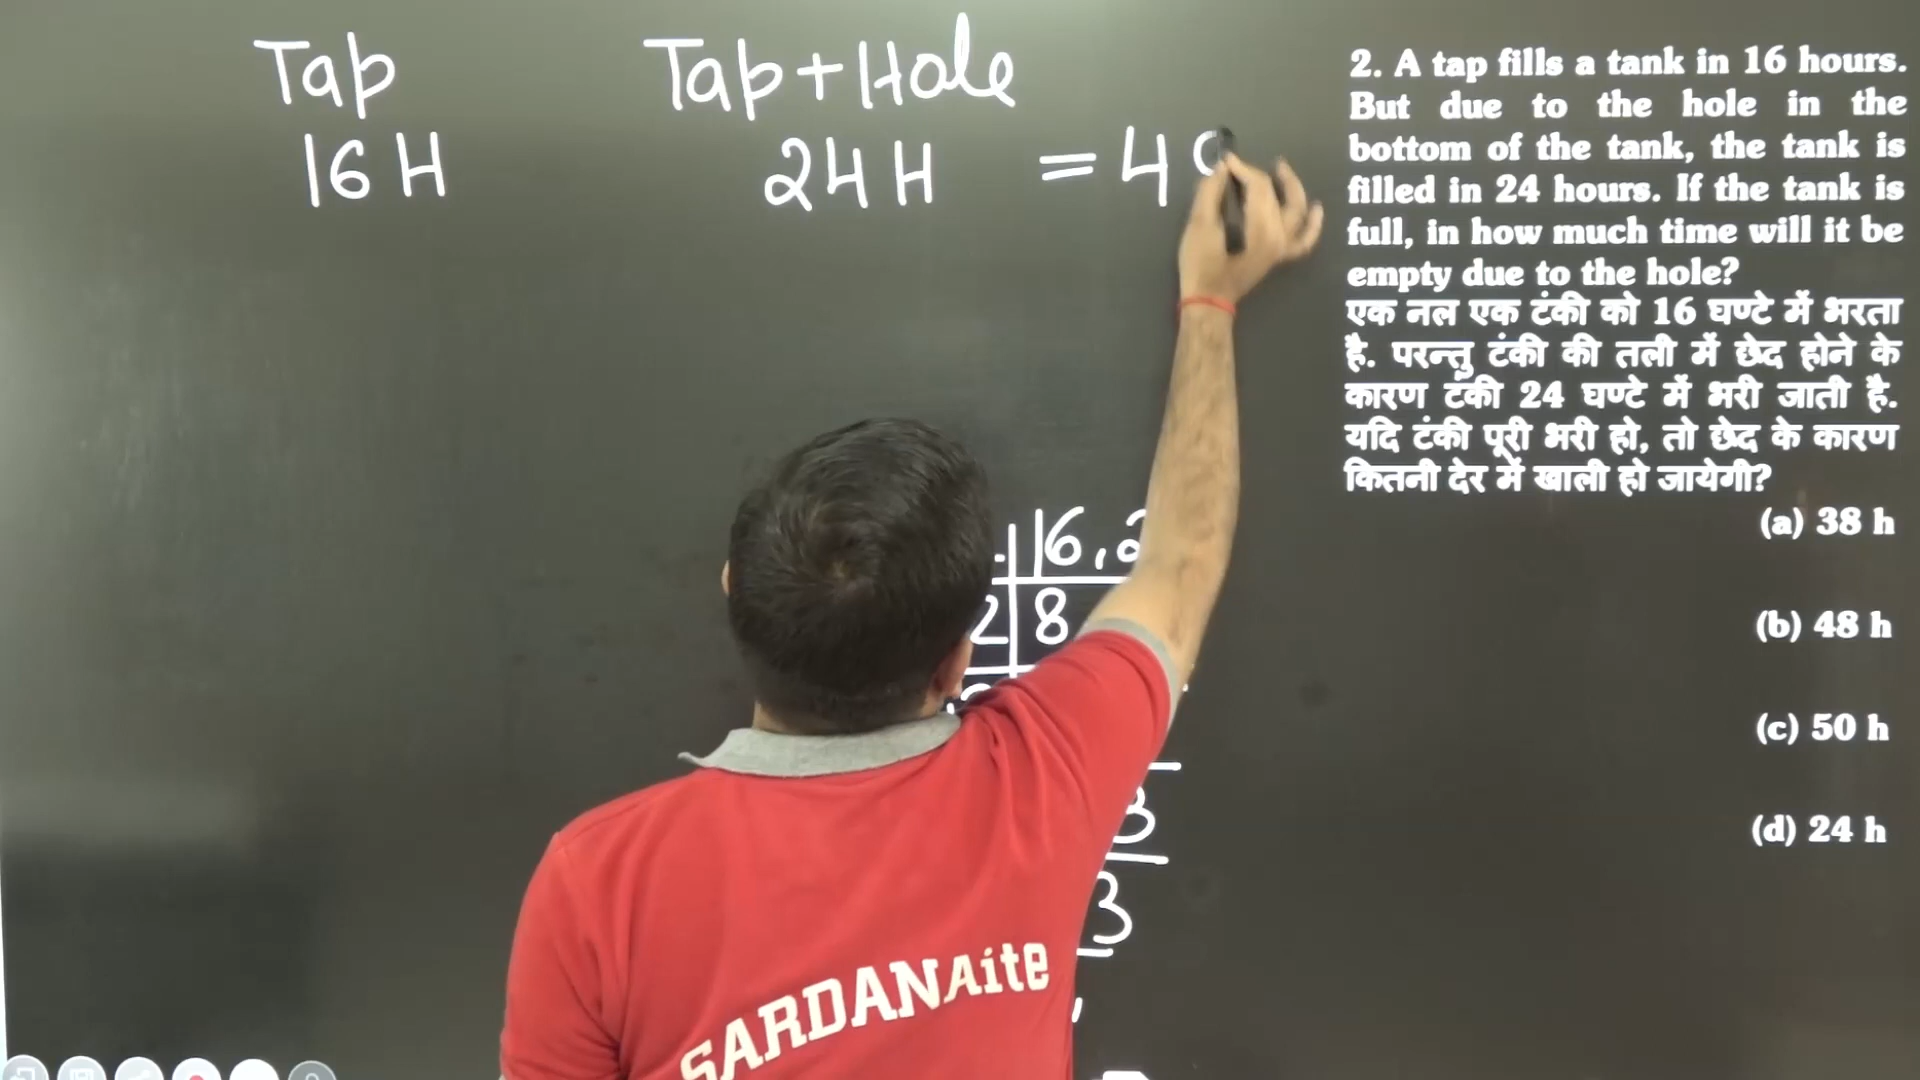 Tap
Tap+Hole
16 H
24 H = 4
16, 2
2 8
3
3
SARDANAite
2. A tap fills a tank in 16 hours.
But due to the hole in the
bottom of the tank, the tank is
filled in 24 hours. If the tank is
full, in how much time will it be
empty due to the hole?
एक नल एक टंकी को 16 घण्टे में भरता
है. परन्तु टंकी की तली में छेद होने के
कारण टंकी 24 घण्टे में भरी जाती है.
यदि टंकी पूरी भरी हो, तो छेद के कारण
कितनी देर में खाली हो जायेगी?
(a) 38 h
(b) 48 h
(c) 50 h
(d) 24 h